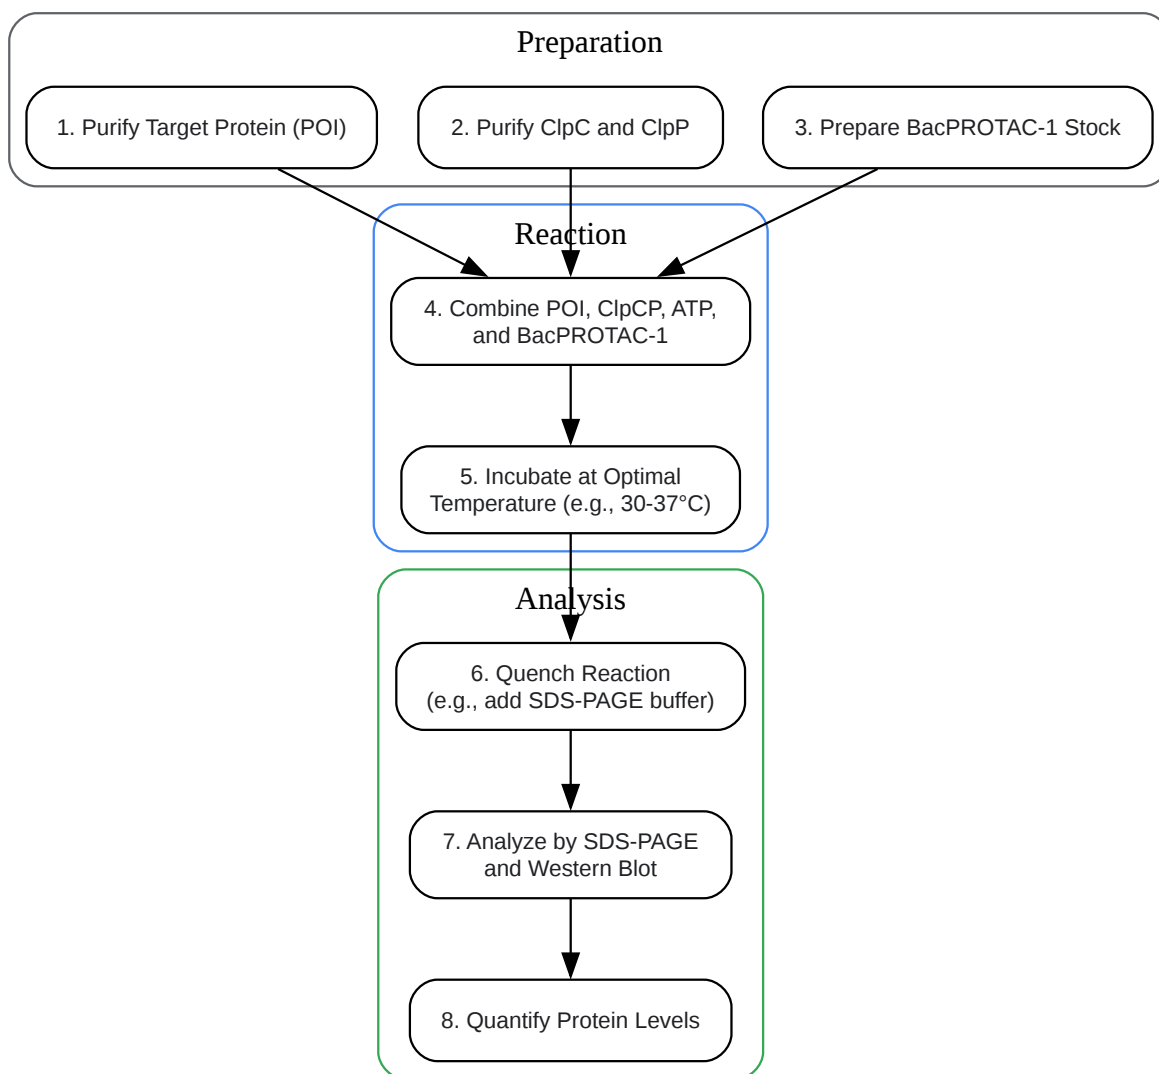 Preparation
1. Purify Target Protein (POI)
2. Purify ClpC and ClpP
3. Prepare BacPROTAC-1 Stock
Reaction
4. Combine POI, ClpCP, ATP,
and BacPROTAC-1
5. Incubate at Optimal
Temperature (e.g., 30-37°C)
Analysis
6. Quench Reaction
(e.g., add SDS-PAGE buffer)
7. Analyze by SDS-PAGE
and Western Blot
8. Quantify Protein Levels